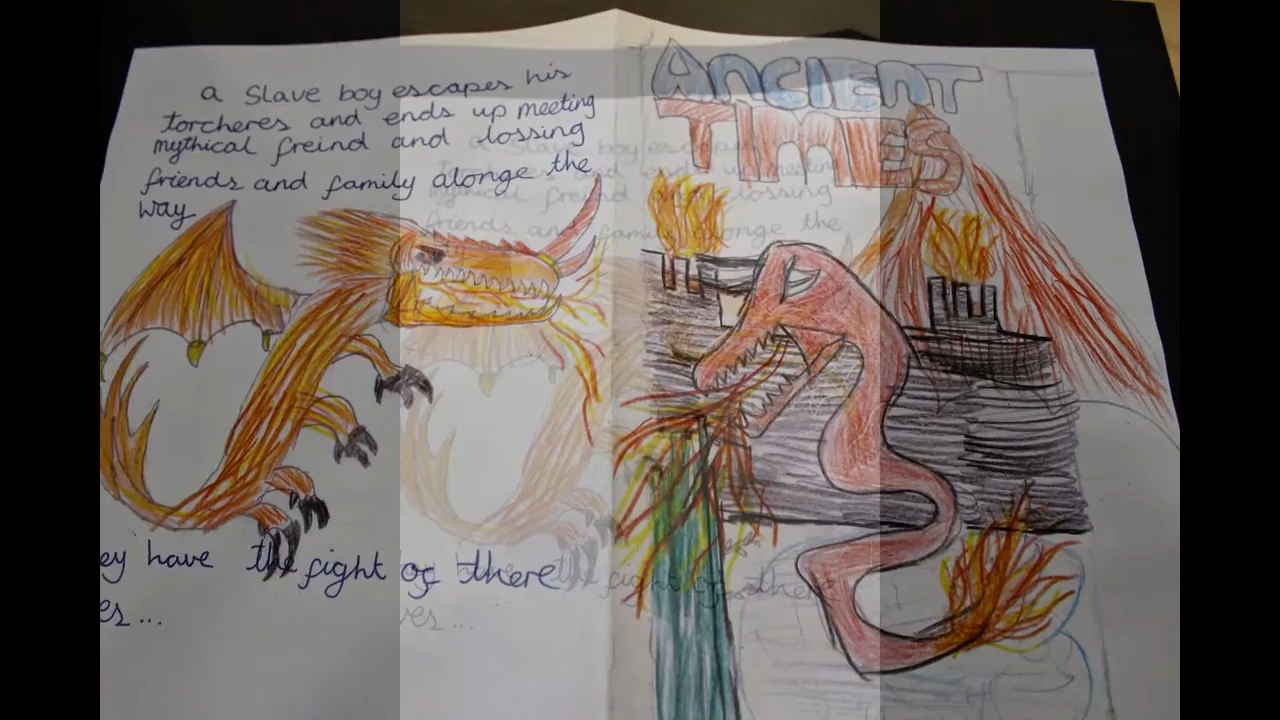 a Slave boy escapes his
torcheres and ends up meeting
mythical freind and lossing
friends and family alonge the
way
ey have the fight of there
es...
ANCIENT
TIMES